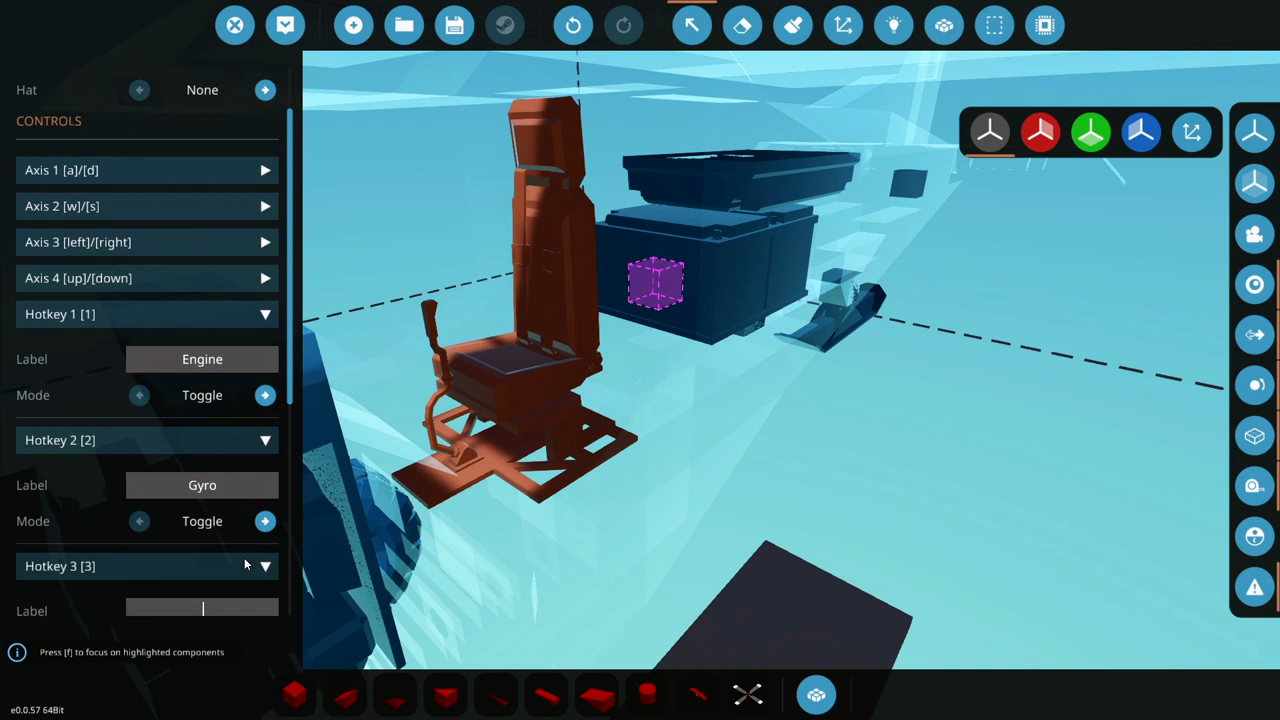 Hat None
CONTROLS
Axis 1 [a]/[d]
Axis 2 [w]/[s]
Axis 3 [left]/[right]
Axis 4 [up]/[down]
Hotkey 1 [1]
Label Engine
Mode Toggle
Hotkey 2 [2]
Label Gyro
Mode Toggle
Hotkey 3 [3]
Label
Press [f] to focus on highlighted components
e0.0.57 64Bit